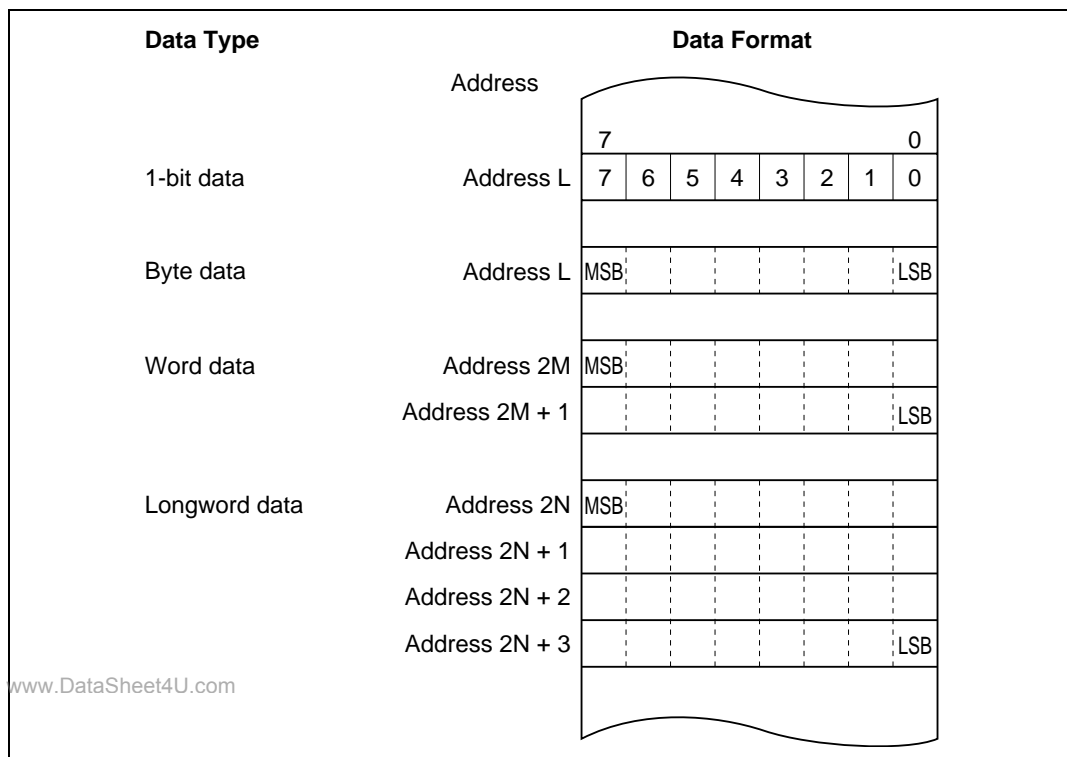 Data Type Data Format
Address
7 0
1-bit data Address L 7 6 5 4 3 2 1 0
Byte data Address L MSB LSB
Word data Address 2M MSB
Address 2M + 1 LSB
Longword data Address 2N MSB
Address 2N + 1
Address 2N + 2
Address 2N + 3 LSB
www.DataSheet4U.com